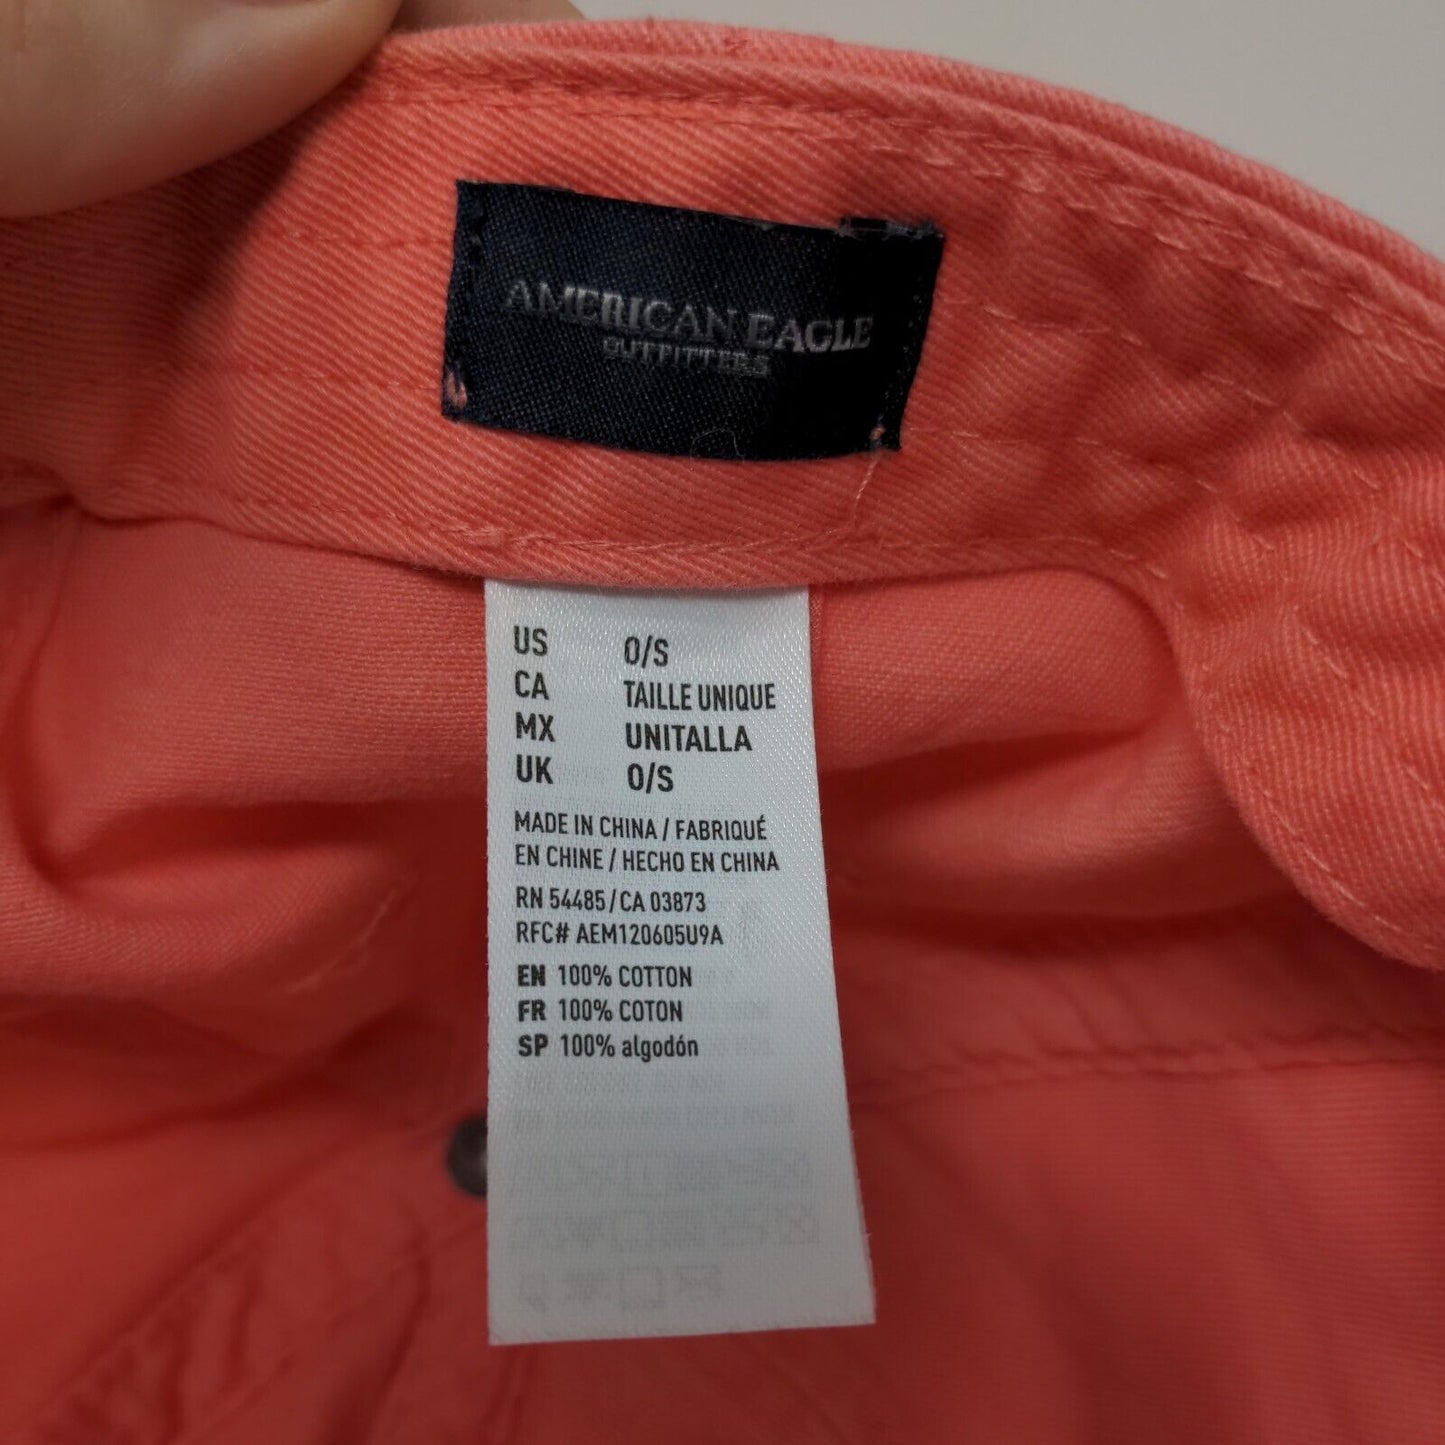 AMERICAN EAGLE
OUTFITTERS
US O/S
CA TAILLE UNIQUE
MX UNITALLA
UK O/S
MADE IN CHINA / FABRIQUÉ
EN CHINE / HECHO EN CHINA
RN 54485 / CA 03873
RFC# AEM120605U9A
EN 100% COTTON
FR 100% COTON
SP 100% algodón